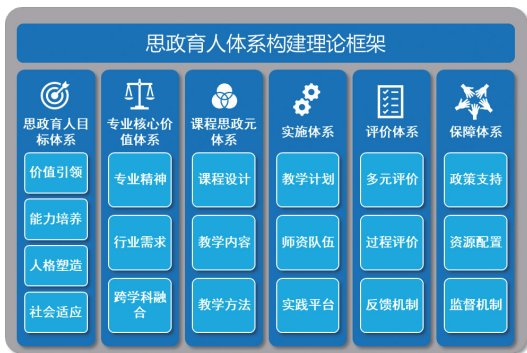 思政育人体系构建理论框架
思政育人目
标体系
价值引领
能力培养
人格塑造
社会适应
专业核心价
值体系
专业精神
行业需求
跨学科融
合
课程思政元
体系
课程设计
教学内容
教学方法
实施体系
教学计划
师资队伍
实践平台
评价体系
多元评价
过程评价
反馈机制
保障体系
政策支持
资源配置
监督机制